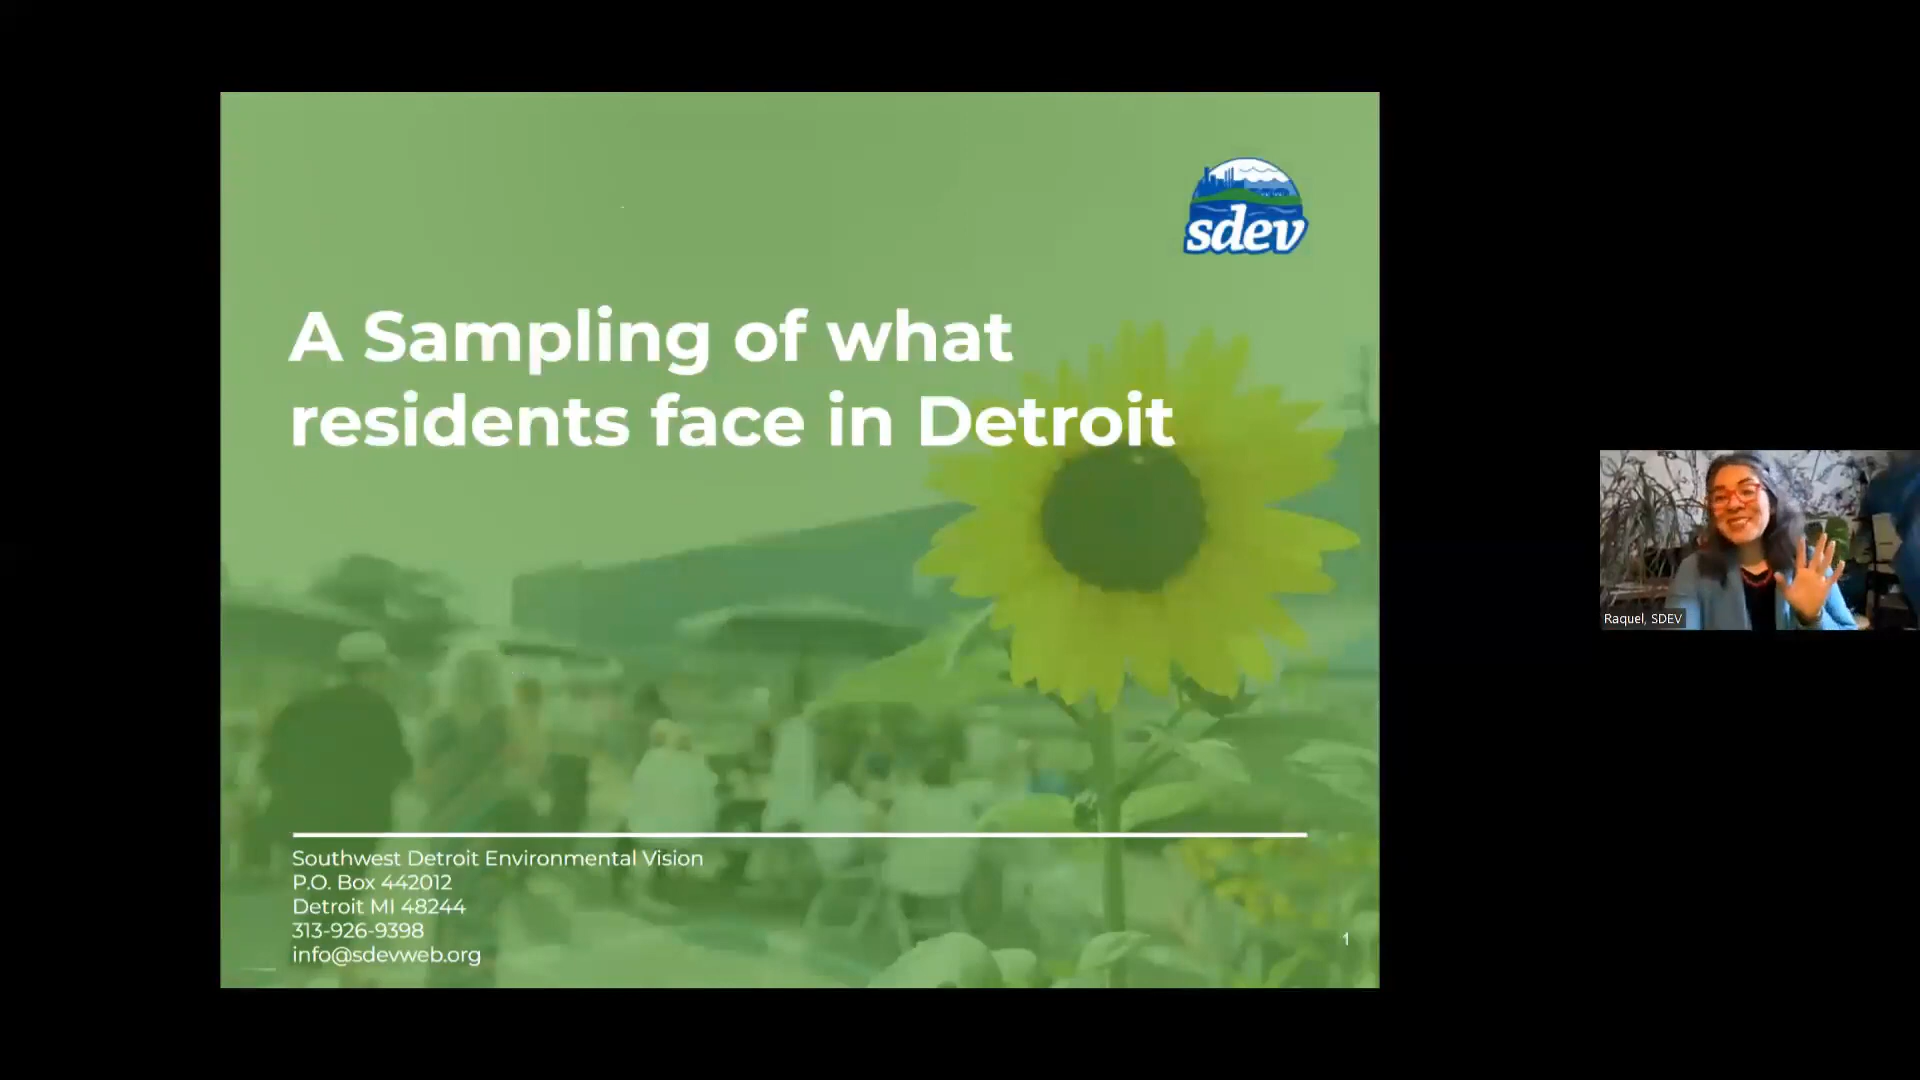 sdev
A Sampling of what
residents face in Detroit
Southwest Detroit Environmental Vision
P.O. Box 442012
Detroit MI 48244
313-926-9398
info@sdevweb.org
1
Raquel, SDEV